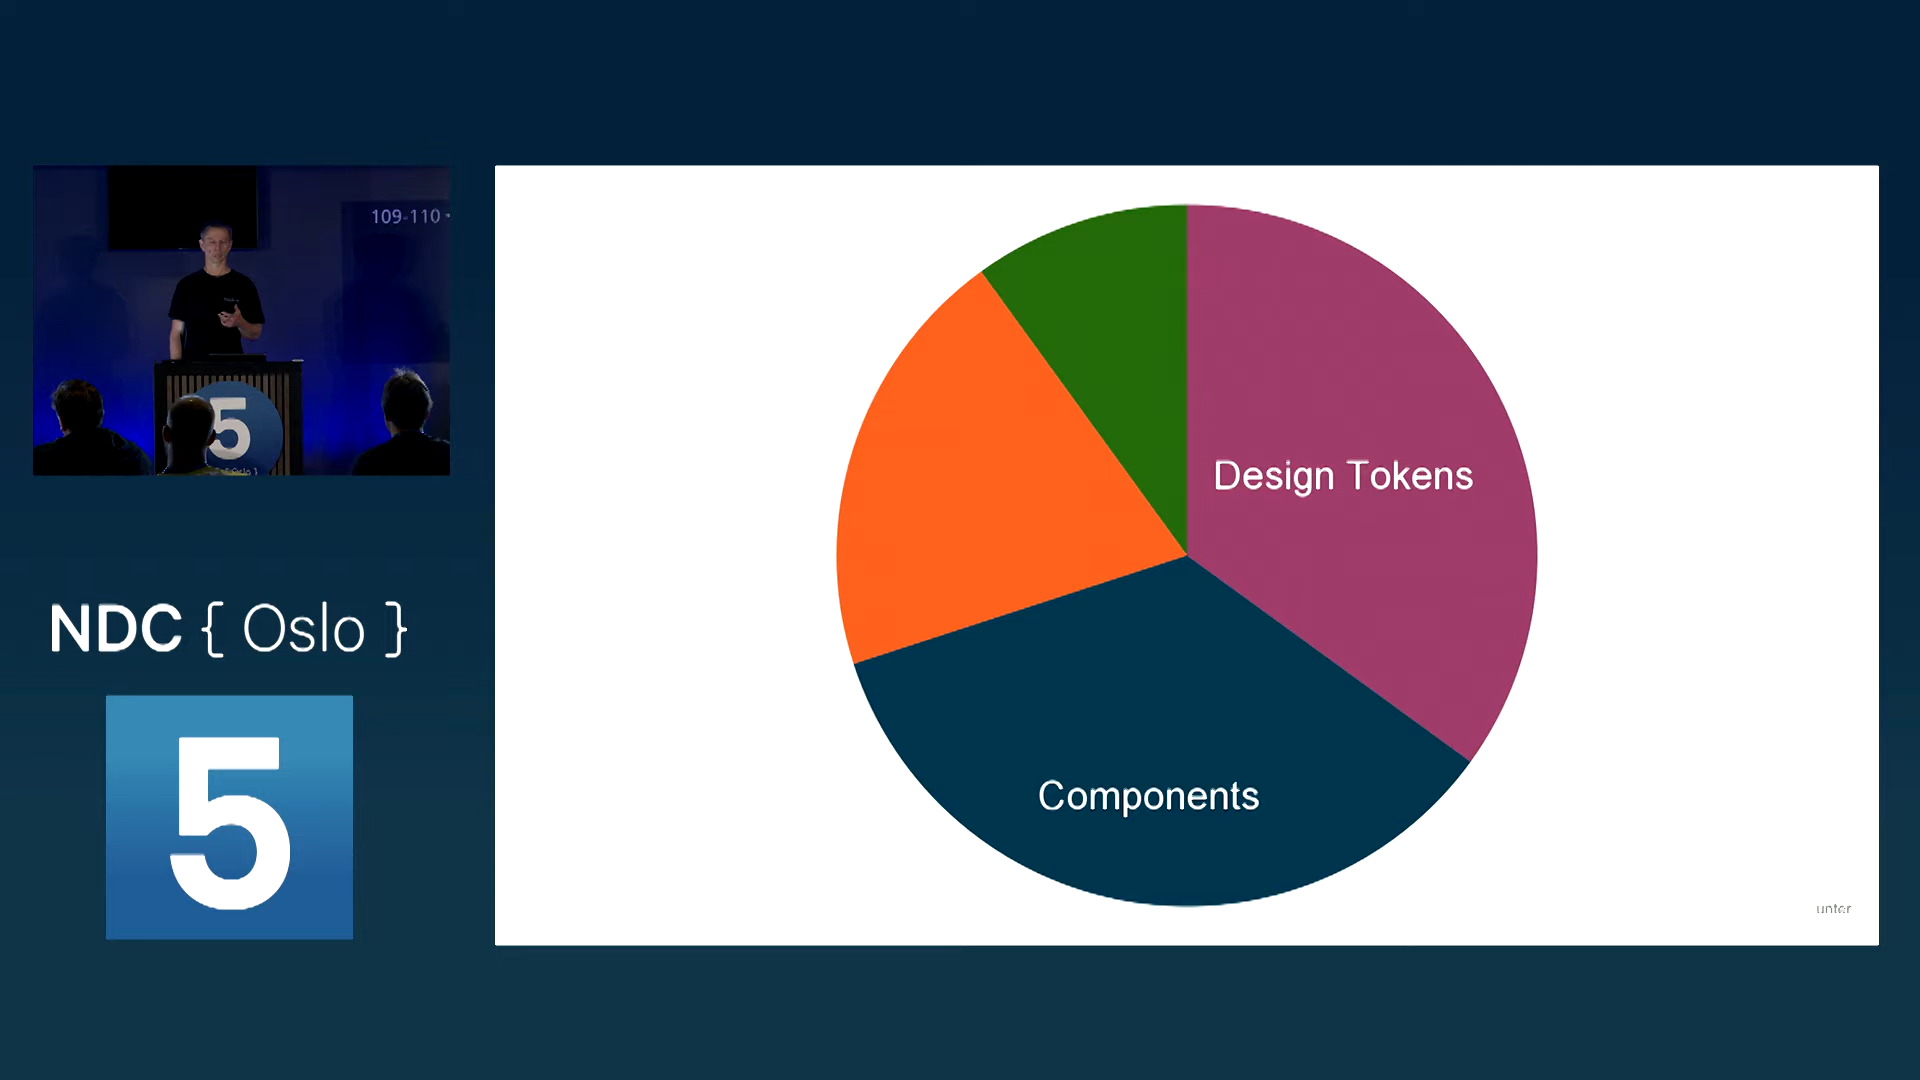 109-110
5
NDC { Oslo }
5
Design Tokens
Components
unter